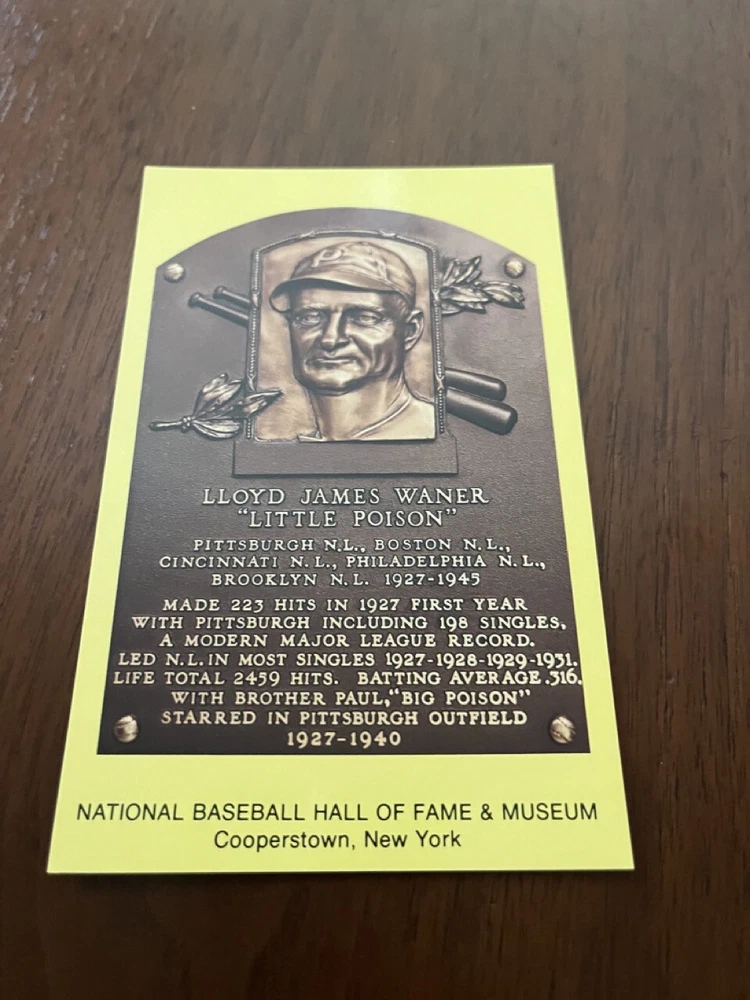 P
LLOYD JAMES WANER
"LITTLE POISON"
PITTSBURGH N.L., BOSTON N.L.,
CINCINNATI N.L., PHILADELPHIA N.L.,
BROOKLYN N.L. 1927-1945
MADE 223 HITS IN 1927 FIRST YEAR
WITH PITTSBURGH INCLUDING 198 SINGLES,
A MODERN MAJOR LEAGUE RECORD.
LED N.L. IN MOST SINGLES 1927-1928-1929-1931.
LIFE TOTAL 2459 HITS. BATTING AVERAGE .316.
WITH BROTHER PAUL, "BIG POISON"
STARRED IN PITTSBURGH OUTFIELD
1927-1940
NATIONAL BASEBALL HALL OF FAME & MUSEUM
Cooperstown, New York